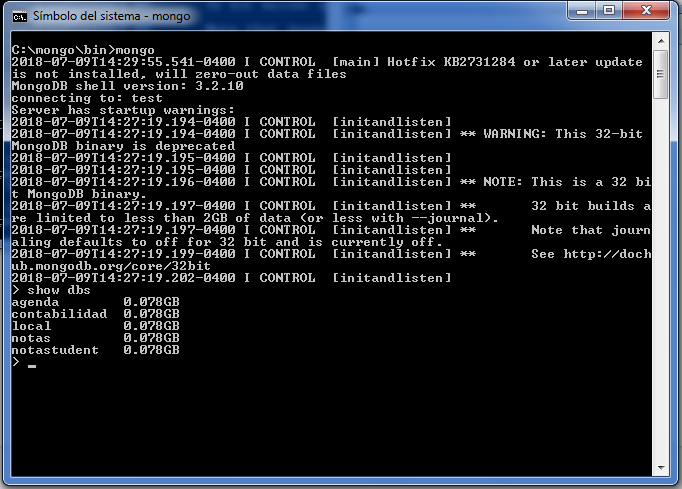 Símbolo del sistema - mongo
C:\mongo\bin>mongo
2018-07-09T14:29:55.541-0400 I CONTROL  [main] Hotfix KB2731284 or later update
is not installed, will zero-out data files
MongoDB shell version: 3.2.10
connecting to: test
Server has startup warnings:
2018-07-09T14:27:19.194-0400 I CONTROL  [initandlisten]
2018-07-09T14:27:19.194-0400 I CONTROL  [initandlisten] ** WARNING: This 32-bit
MongoDB binary is deprecated
2018-07-09T14:27:19.195-0400 I CONTROL  [initandlisten]
2018-07-09T14:27:19.195-0400 I CONTROL  [initandlisten]
2018-07-09T14:27:19.196-0400 I CONTROL  [initandlisten] ** NOTE: This is a 32 bi
t MongoDB binary.
2018-07-09T14:27:19.197-0400 I CONTROL  [initandlisten] **       32 bit builds a
re limited to less than 2GB of data (or less with --journal).
2018-07-09T14:27:19.197-0400 I CONTROL  [initandlisten] **       Note that journ
aling defaults to off for 32 bit and is currently off.
2018-07-09T14:27:19.199-0400 I CONTROL  [initandlisten] **       See http://doch
ub.mongodb.org/core/32bit
2018-07-09T14:27:19.202-0400 I CONTROL  [initandlisten]
> show dbs
agenda        0.078GB
contabilidad  0.078GB
local         0.078GB
notas         0.078GB
notastudent   0.078GB
> _